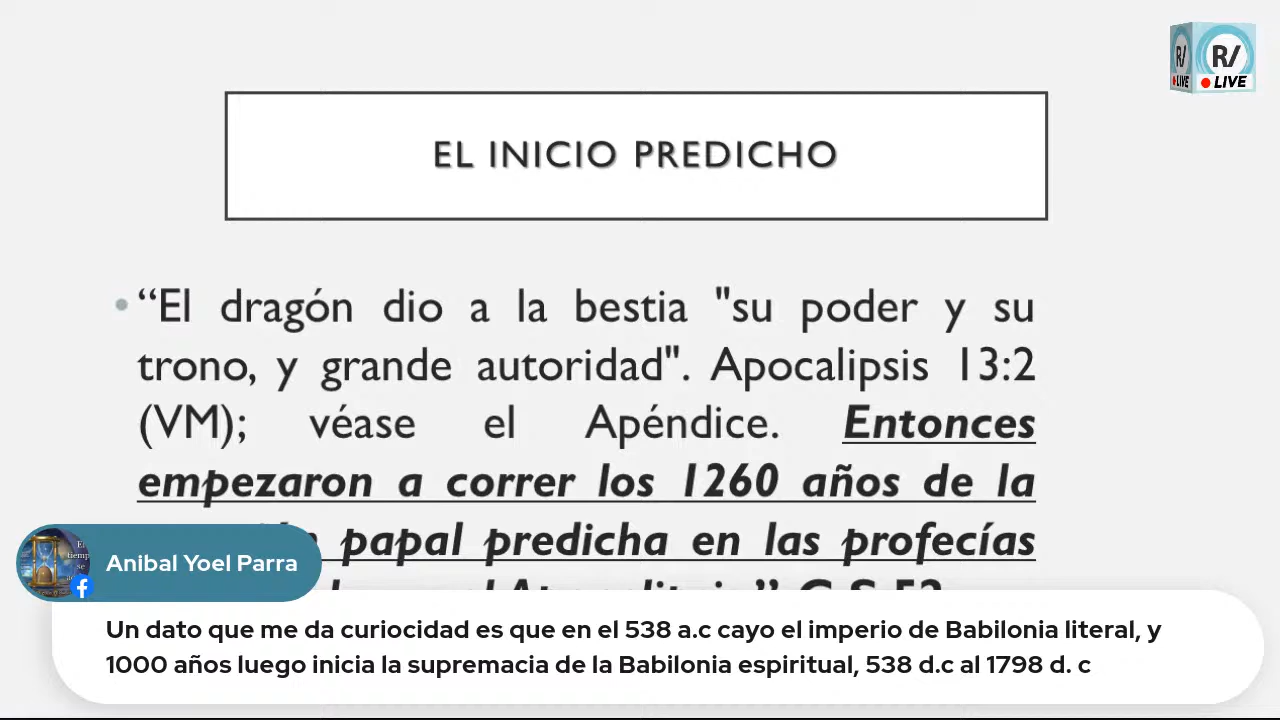 R/
LIVE
R/
LIVE
EL INICIO PREDICHO
• “El dragón dio a la bestia "su poder y su
trono, y grande autoridad". Apocalipsis 13:2
(VM); véase el Apéndice. Entonces
empezaron a correr los 1260 años de la
papal predicha en las profecías
Anibal Yoel Parra
Un dato que me da curiocidad es que en el 538 a.c cayo el imperio de Babilonia literal, y
1000 años luego inicia la supremacia de la Babilonia espiritual, 538 d.c al 1798 d. c